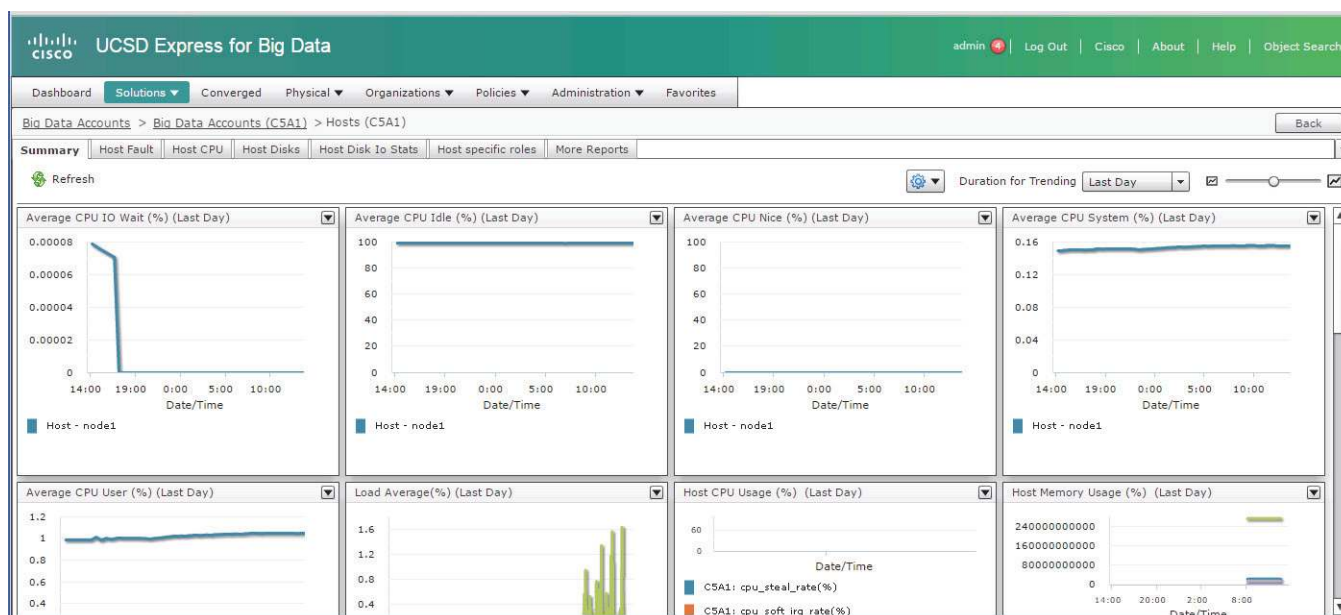 CISCO
UCSD Express for Big Data
admin 4 | Log Out | Cisco | About | Help | Object Search
Dashboard Solutions Converged Physical Organizations Policies Administration Favorites
Big Data Accounts > Big Data Accounts (C5A1) > Hosts (C5A1)
Back
Summary Host Fault Host CPU Host Disks Host Disk Io Stats Host specific roles More Reports
Refresh
Duration for Trending Last Day
Average CPU IO Wait (%) (Last Day)
0.00008
0.00006
0.00004
0.00002
0
14:00 19:00 0:00 5:00 10:00
Date/Time
Host - node1
Average CPU Idle (%) (Last Day)
100
80
60
40
20
0
14:00 19:00 0:00 5:00 10:00
Date/Time
Host - node1
Average CPU Nice (%) (Last Day)
100
80
60
40
20
0
14:00 19:00 0:00 5:00 10:00
Date/Time
Host - node1
Average CPU System (%) (Last Day)
0.16
0.12
0.08
0.04
0
14:00 19:00 0:00 5:00 10:00
Date/Time
Host - node1
Average CPU User (%) (Last Day)
1.2
1
0.8
0.6
0.4
Load Average(%) (Last Day)
1.6
1.2
0.8
0.4
Host CPU Usage (%) (Last Day)
60
0
Date/Time
C5A1: cpu_steal_rate(%)
C5A1: cpu_soft_irq_rate(%)
Host Memory Usage (%) (Last Day)
240000000000
160000000000
80000000000
0
14:00 20:00 2:00 8:00
Date/Time